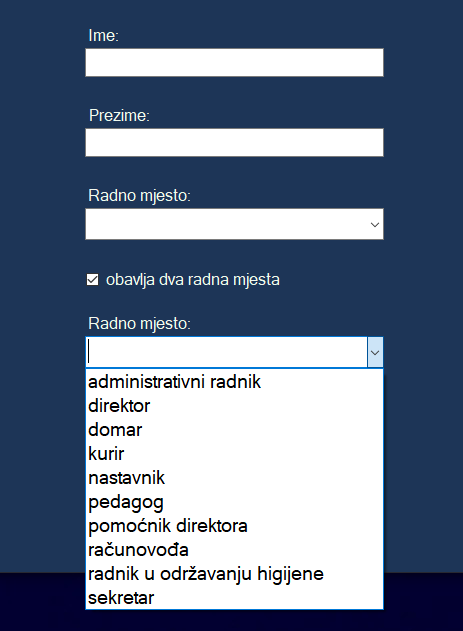 Ime:
Prezime:
Radno mjesto:
obavlja dva radna mjesta
Radno mjesto:
administrativni radnik
direktor
domar
kurir
nastavnik
pedagog
pomoćnik direktora
računovođa
radnik u održavanju higijene
sekretar